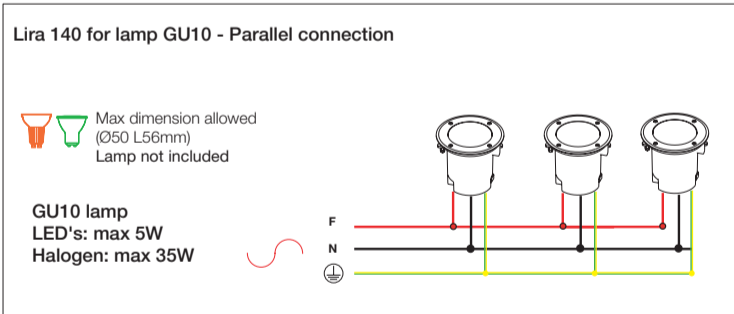 Lira 140 for lamp GU10 - Parallel connection
Max dimension allowed
(Ø50 L56mm)
Lamp not included
GU10 lamp
LED's: max 5W
Halogen: max 35W
F
N